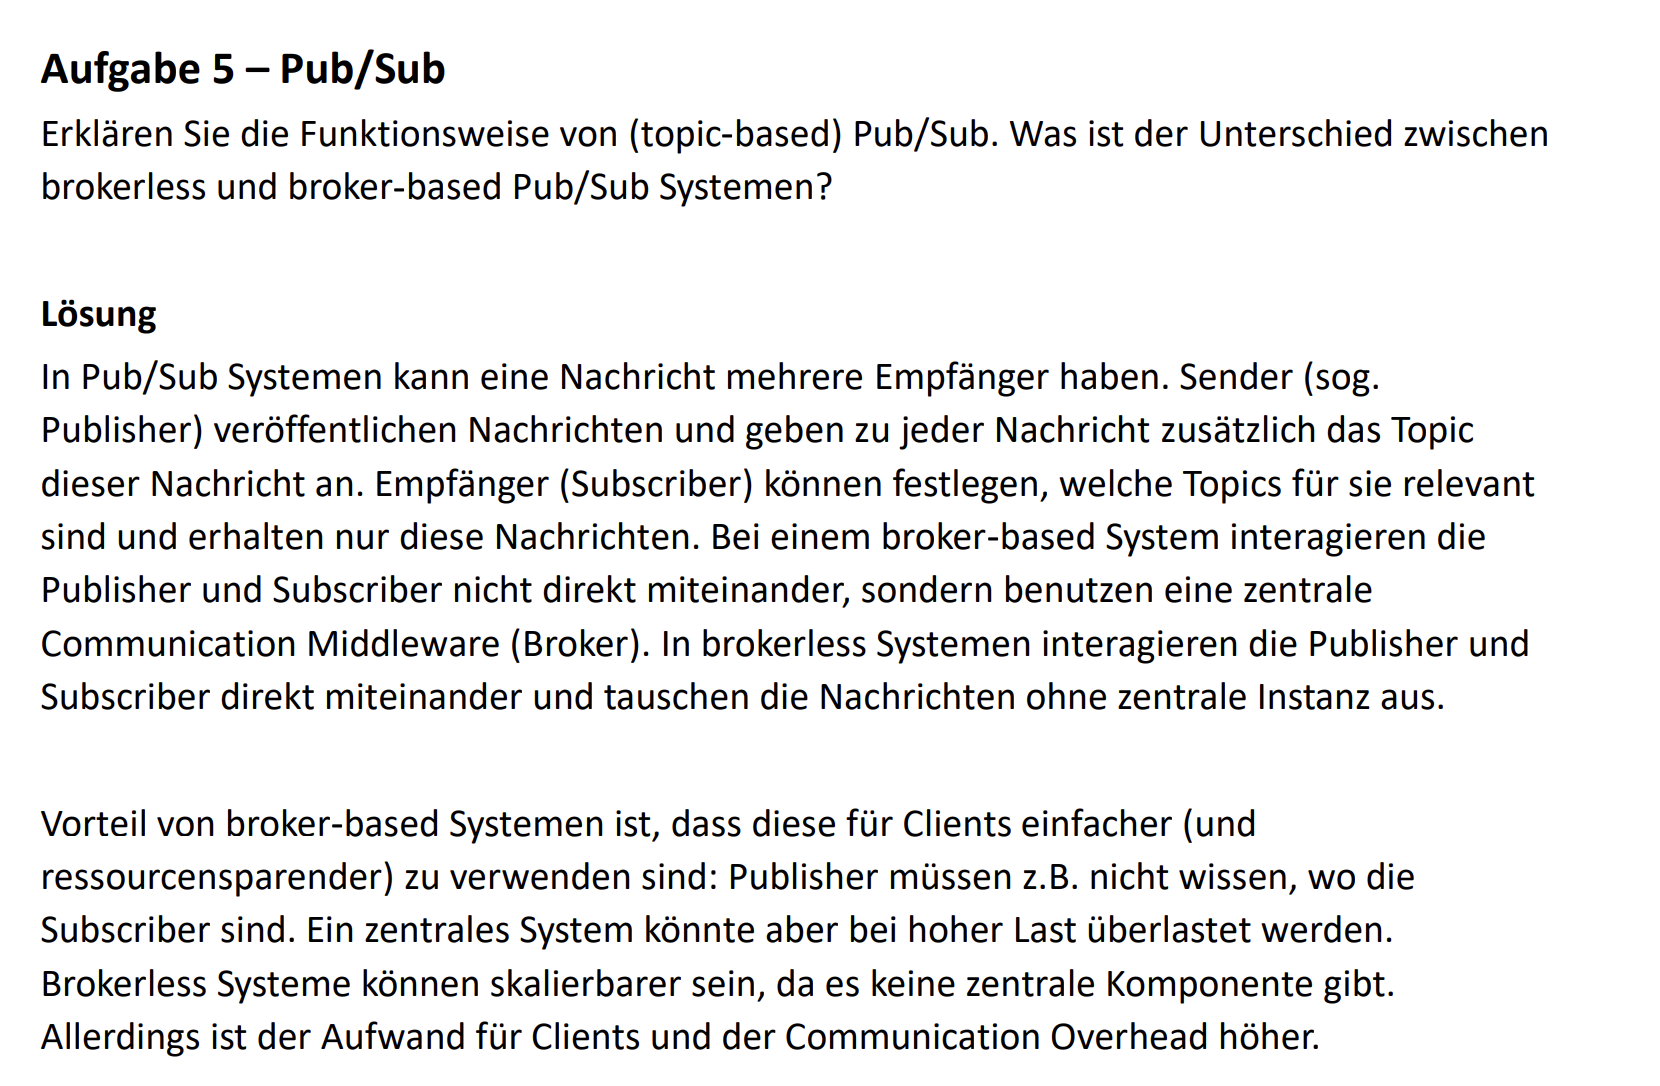 Aufgabe 5 – Pub/Sub
Erklären Sie die Funktionsweise von (topic-based) Pub/Sub. Was ist der Unterschied zwischen
brokerless und broker-based Pub/Sub Systemen?
Lösung
In Pub/Sub Systemen kann eine Nachricht mehrere Empfänger haben. Sender (sog.
Publisher) veröffentlichen Nachrichten und geben zu jeder Nachricht zusätzlich das Topic
dieser Nachricht an. Empfänger (Subscriber) können festlegen, welche Topics für sie relevant
sind und erhalten nur diese Nachrichten. Bei einem broker-based System interagieren die
Publisher und Subscriber nicht direkt miteinander, sondern benutzen eine zentrale
Communication Middleware (Broker). In brokerless Systemen interagieren die Publisher und
Subscriber direkt miteinander und tauschen die Nachrichten ohne zentrale Instanz aus.
Vorteil von broker-based Systemen ist, dass diese für Clients einfacher (und
ressourcensparender) zu verwenden sind: Publisher müssen z.B. nicht wissen, wo die
Subscriber sind. Ein zentrales System könnte aber bei hoher Last überlastet werden.
Brokerless Systeme können skalierbarer sein, da es keine zentrale Komponente gibt.
Allerdings ist der Aufwand für Clients und der Communication Overhead höher.